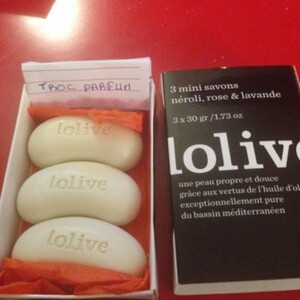 TROC PARFUM
lolive
lolive
lolive
3 mini savons
néroli, rose & lavande
3 x 30 gr/1.73 oz
lolive
une peau propre et douce
grâce aux vertus de l'huile d'ol
exceptionnellement pure
du bassin méditerranéen